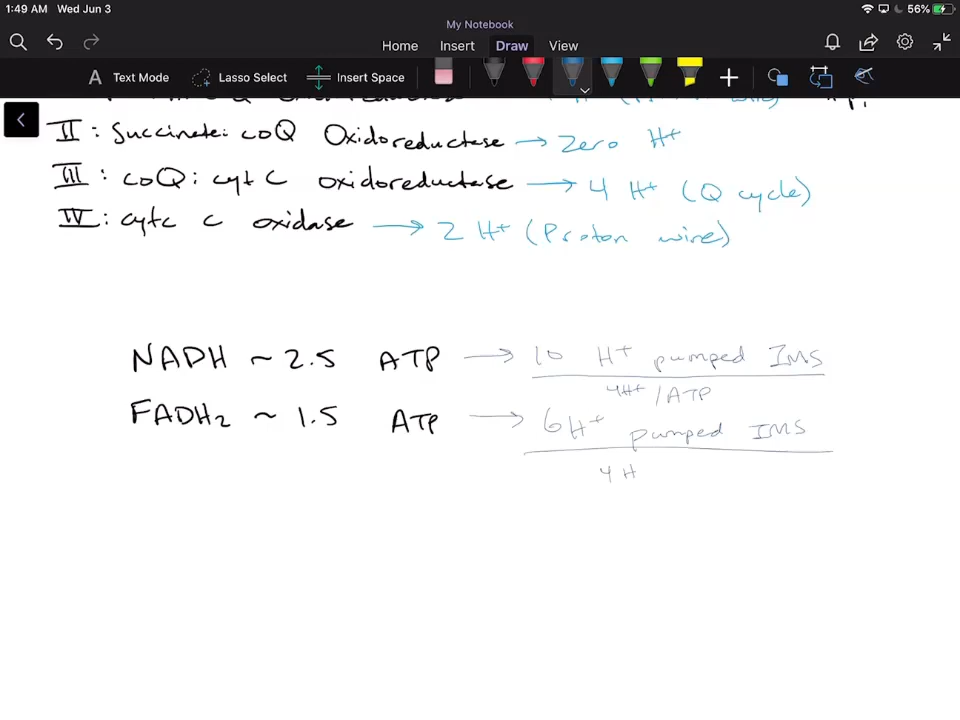 1:49 AM Wed Jun 3
56%
My Notebook
Home Insert Draw View
A Text Mode Lasso Select Insert Space
II : Succinate: coQ Oxidoreductase → Zero H+
III : coQ: cyt C oxidoreductase → 4 H+ (Q cycle)
IV : cytc C oxidase → 2 H+ (Proton wire)
NADH ~ 2.5 ATP → 10 H+ pumped IMS
4H+ / ATP
FADH2 ~ 1.5 ATP → 6H+ pumped IMS
4 H